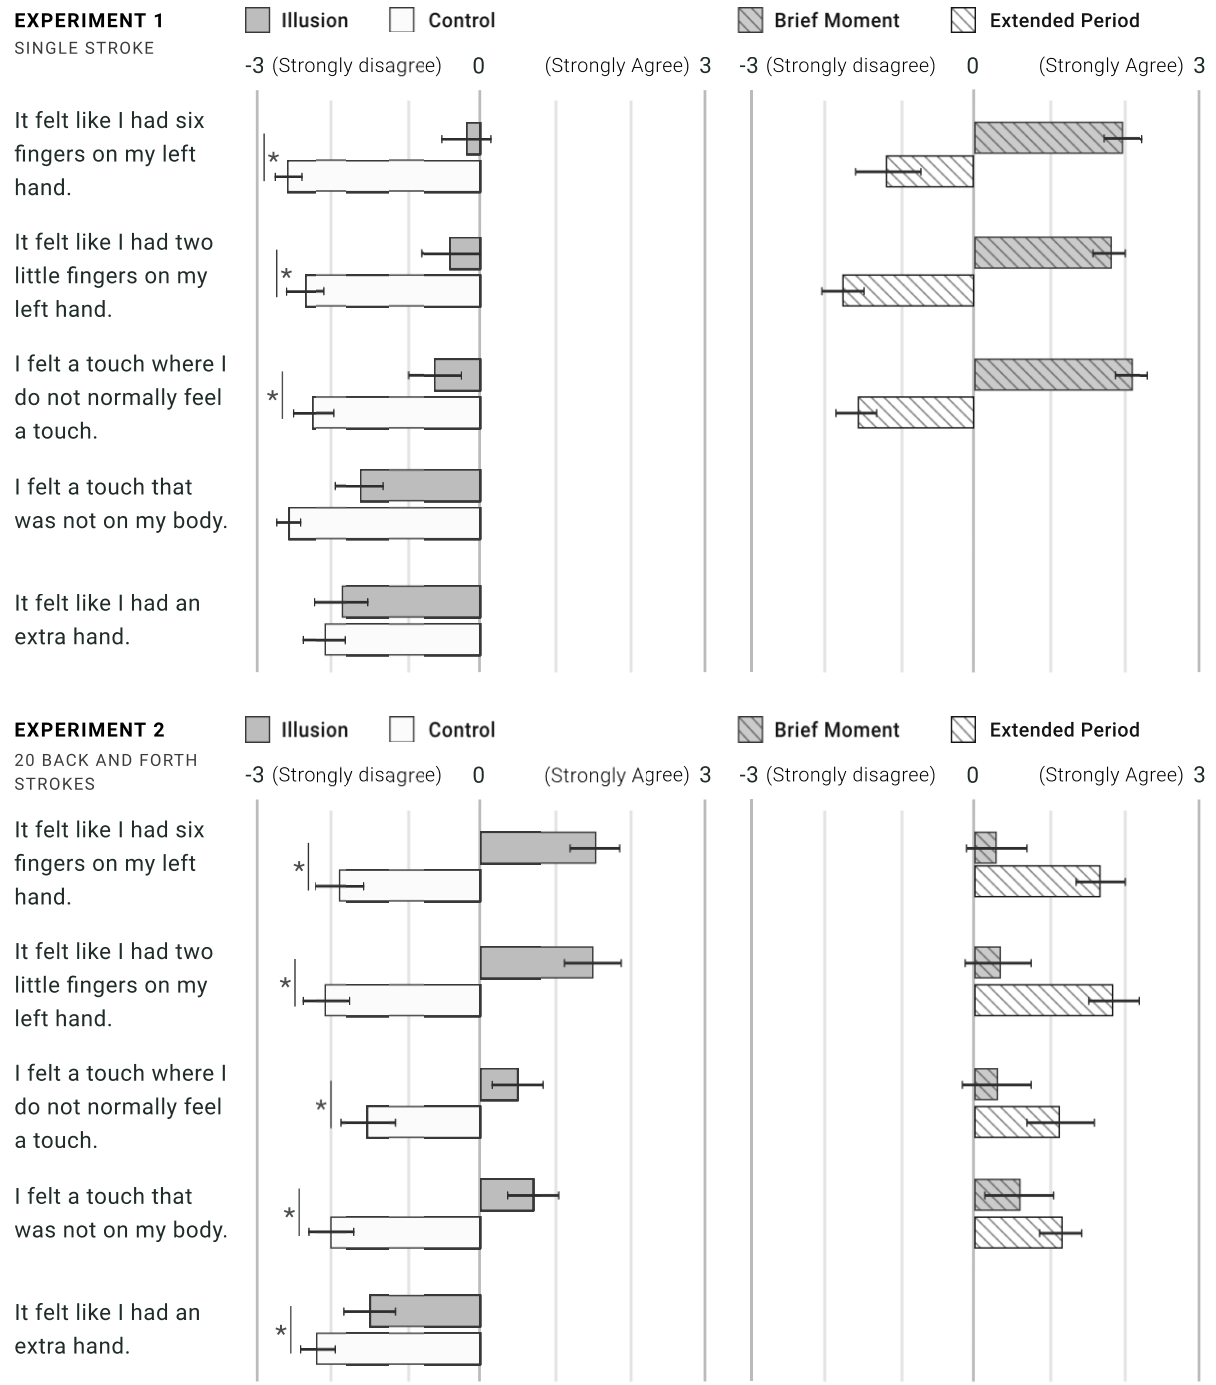 EXPERIMENT 1
SINGLE STROKE
Illusion Control Brief Moment Extended Period
-3 (Strongly disagree) 0 (Strongly Agree) 3 -3 (Strongly disagree) 0 (Strongly Agree) 3
It felt like I had six
fingers on my left
hand.
*
It felt like I had two
little fingers on my
left hand.
*
I felt a touch where I
do not normally feel
a touch.
*
I felt a touch that
was not on my body.
It felt like I had an
extra hand.
EXPERIMENT 2
20 BACK AND FORTH
STROKES
Illusion Control Brief Moment Extended Period
-3 (Strongly disagree) 0 (Strongly Agree) 3 -3 (Strongly disagree) 0 (Strongly Agree) 3
It felt like I had six
fingers on my left
hand.
*
It felt like I had two
little fingers on my
left hand.
*
I felt a touch where I
do not normally feel
a touch.
*
I felt a touch that
was not on my body.
*
It felt like I had an
extra hand.
*